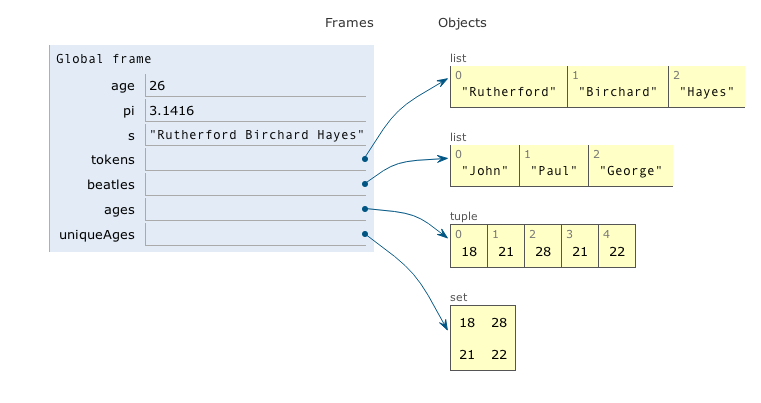 Frames Objects
Global frame
age 26
pi 3.1416
s "Rutherford Birchard Hayes"
tokens
beatles
ages
uniqueAges
list
0 1 2
"Rutherford" "Birchard" "Hayes"
list
0 1 2
"John" "Paul" "George"
tuple
0 1 2 3 4
18 21 28 21 22
set
18 28
21 22